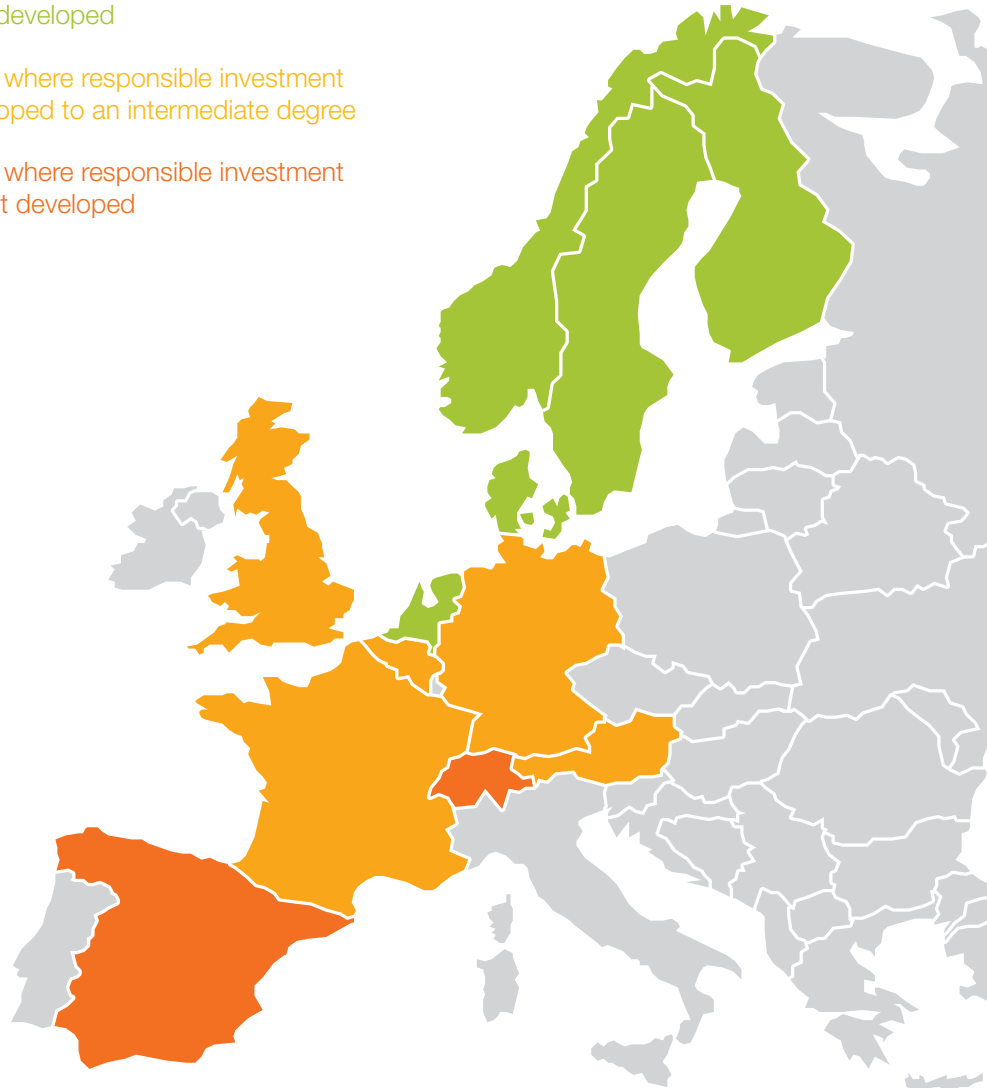 developed
where responsible investment
oped to an intermediate degree
where responsible investment
t developed